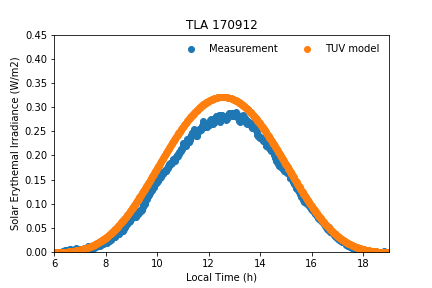 TLA 170912
Measurement
TUV model
Solar Erythemal Irradiance (W/m2)
0.45
0.40
0.35
0.30
0.25
0.20
0.15
0.10
0.05
0.00
6 8 10 12 14 16 18
Local Time (h)